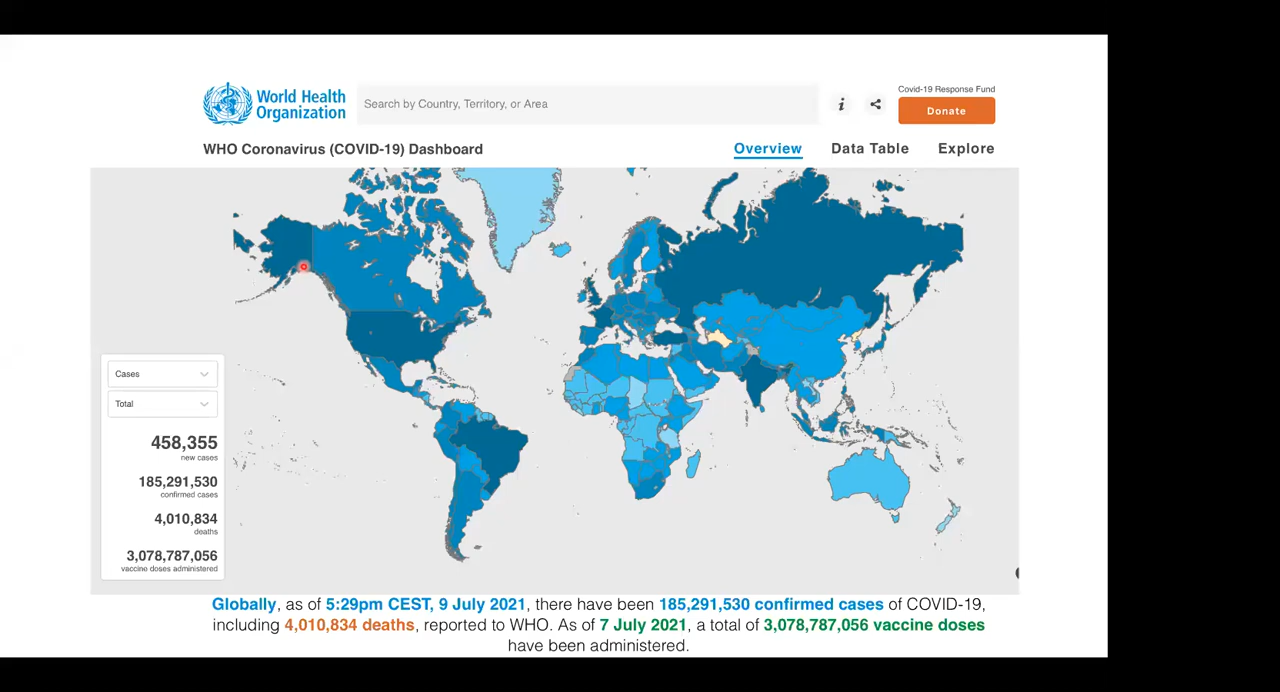 World Health
Organization
Search by Country, Territory, or Area
i
Covid-19 Response Fund
Donate
WHO Coronavirus (COVID-19) Dashboard
Overview
Data Table
Explore
Cases
Total
458,355
new cases
185,291,530
confirmed cases
4,010,834
deaths
3,078,787,056
vaccine doses administered
Globally, as of 5:29pm CEST, 9 July 2021, there have been 185,291,530 confirmed cases of COVID-19,
including 4,010,834 deaths, reported to WHO. As of 7 July 2021, a total of 3,078,787,056 vaccine doses
have been administered.